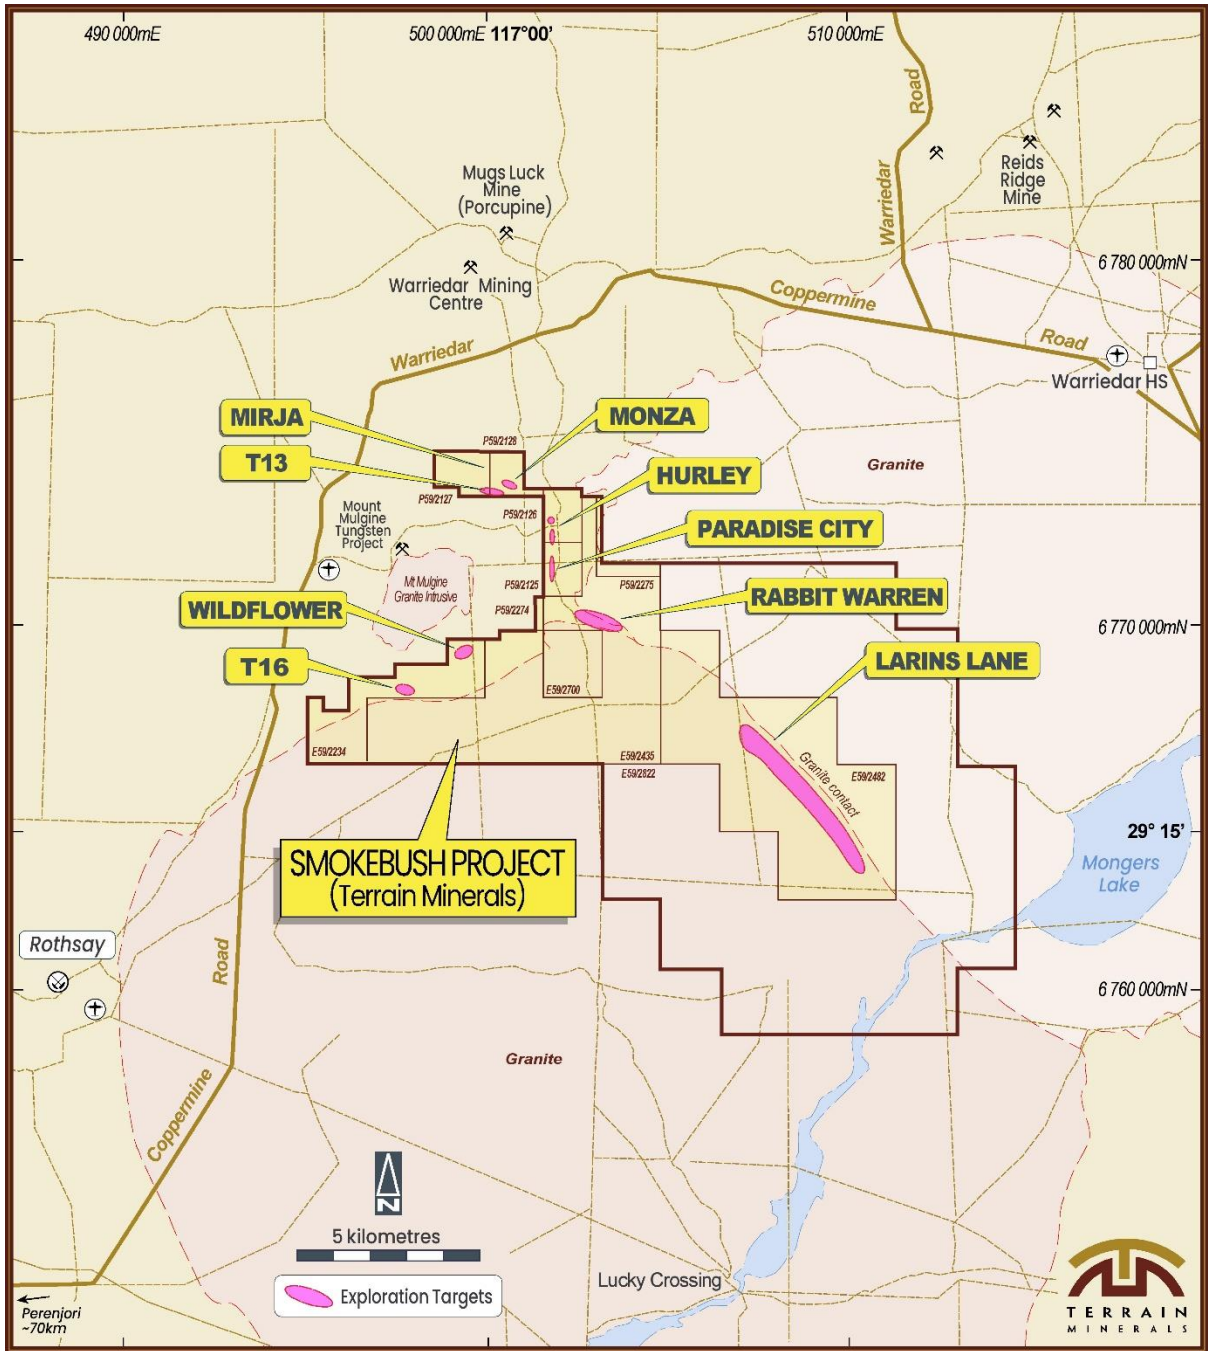 490 000mE
500 000mE 117°00'
510 000mE
Road
Warriedar
Reids
Ridge
Mine
Mugs Luck
Mine
(Porcupine)
Warriedar Mining
Centre
6 780 000mN
Coppermine
Road
Warriedar
Warriedar HS
MIRJA
MONZA
P59/2128
T13
HURLEY
Granite
P59/2127
P59/2126
Mount
Mulgine
Tungsten
Project
PARADISE CITY
Mt Mulgine
Granite Intrusive
P59/2125
P59/2275
WILDFLOWER
P59/2274
RABBIT WARREN
6 770 000mN
T16
LARINS LANE
E59/2700
E59/2234
E59/2435
E59/2822
Granite contact
E59/2482
29° 15'
SMOKEBUSH PROJECT
(Terrain Minerals)
Mongers
Lake
Rothsay
Road
6 760 000mN
Granite
Coppermine
N
5 kilometres
Exploration Targets
Lucky Crossing
Perenjori
~70km
TERRAIN
MINERALS